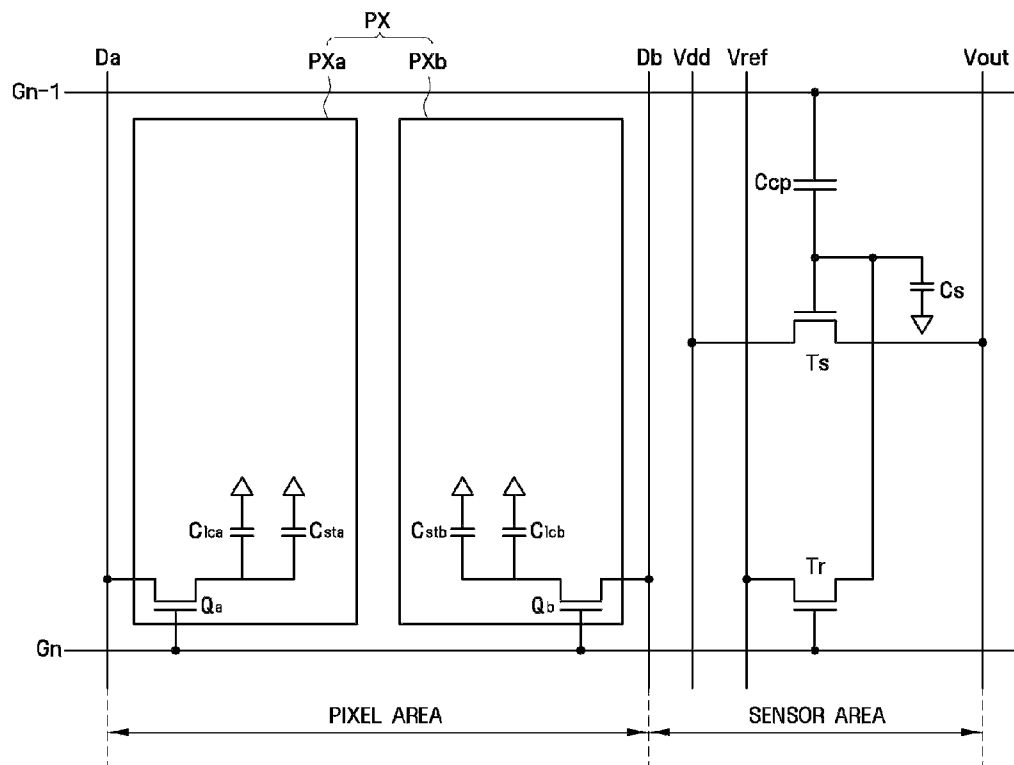 PX
PXa PXb
Da Db Vdd Vref Vout
Gn-1
Ccp
Cs
Ts
Clca Csta Cstb Clcb
Tr
Qa Qb
Gn
PIXEL AREA SENSOR AREA